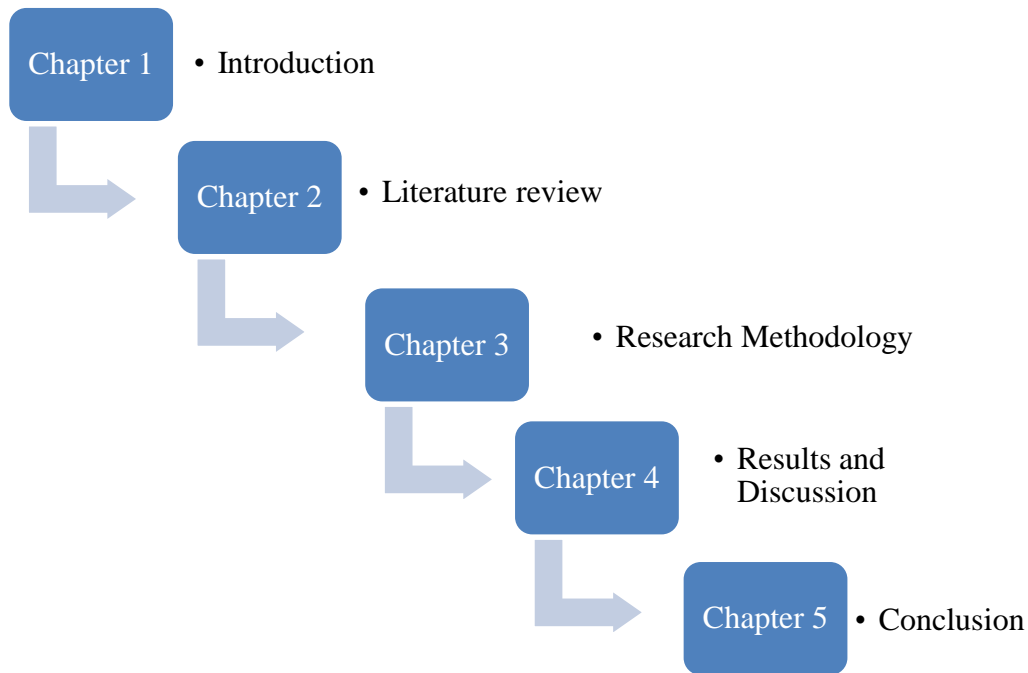 Chapter 1
• Introduction
Chapter 2
• Literature review
Chapter 3
• Research Methodology
Chapter 4
• Results and
Discussion
Chapter 5
• Conclusion